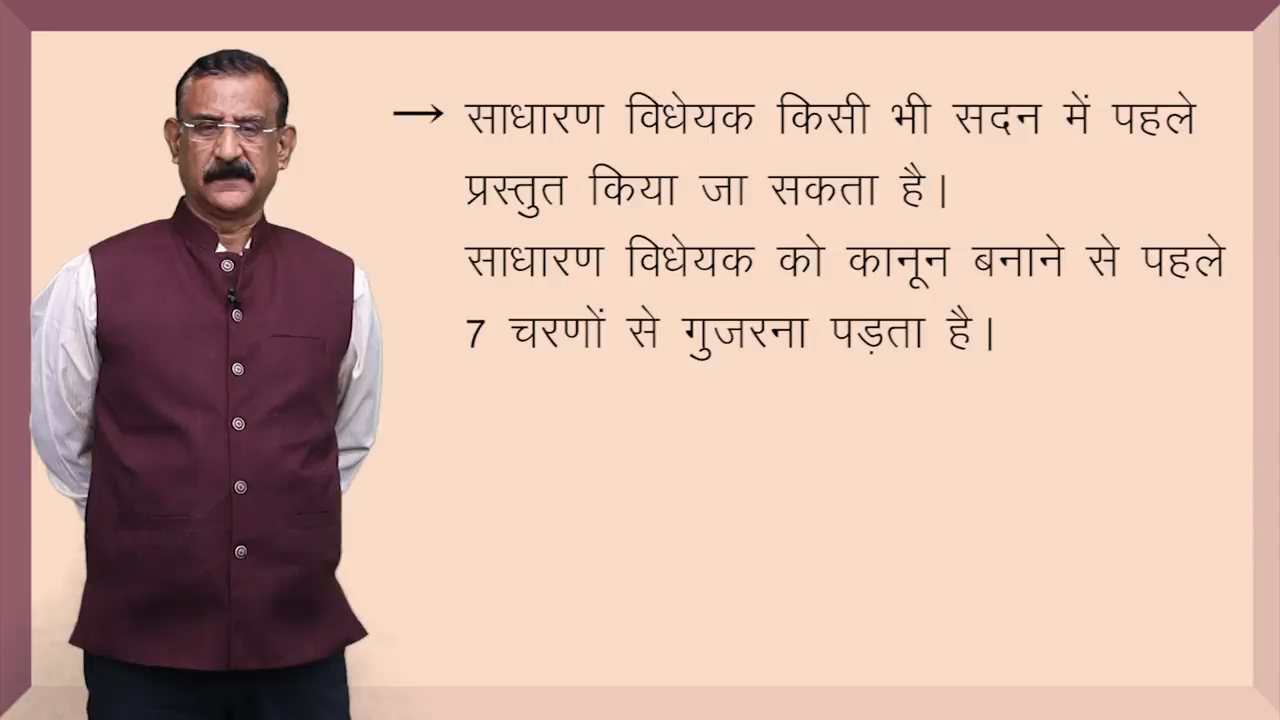 → साधारण विधेयक किसी भी सदन में पहले
प्रस्तुत किया जा सकता है।
साधारण विधेयक को कानून बनाने से पहले
7 चरणों से गुजरना पड़ता है।